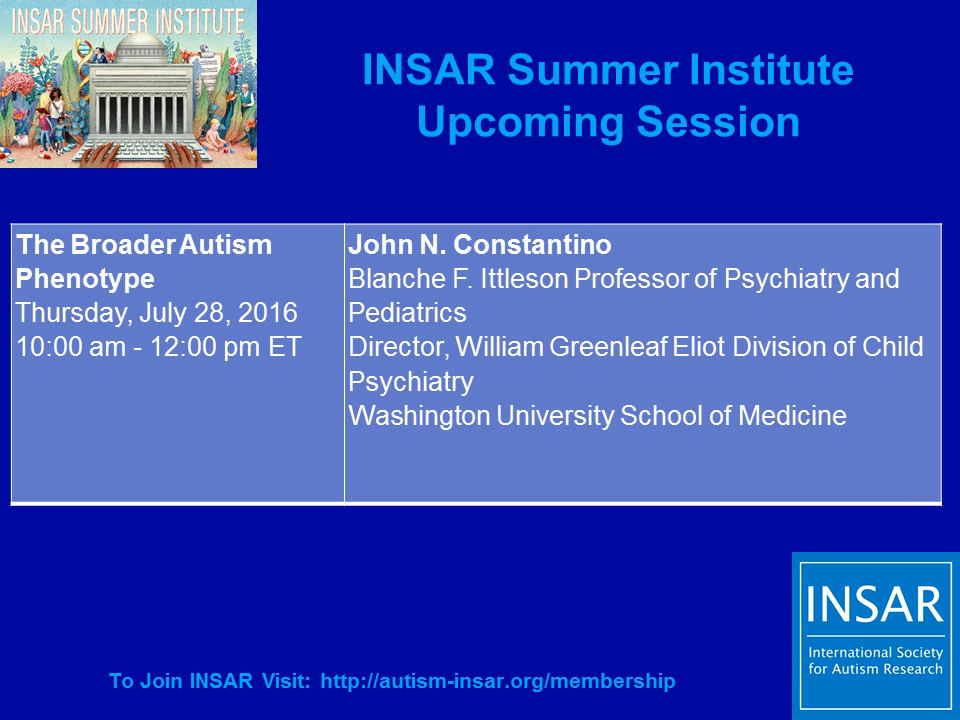 INSAR SUMMER INSTITUTE
INSAR Summer Institute
Upcoming Session
The Broader Autism
Phenotype
Thursday, July 28, 2016
10:00 am - 12:00 pm ET
John N. Constantino
Blanche F. Ittleson Professor of Psychiatry and
Pediatrics
Director, William Greenleaf Eliot Division of Child
Psychiatry
Washington University School of Medicine
INSAR
International Society
for Autism Research
To Join INSAR Visit: http://autism-insar.org/membership